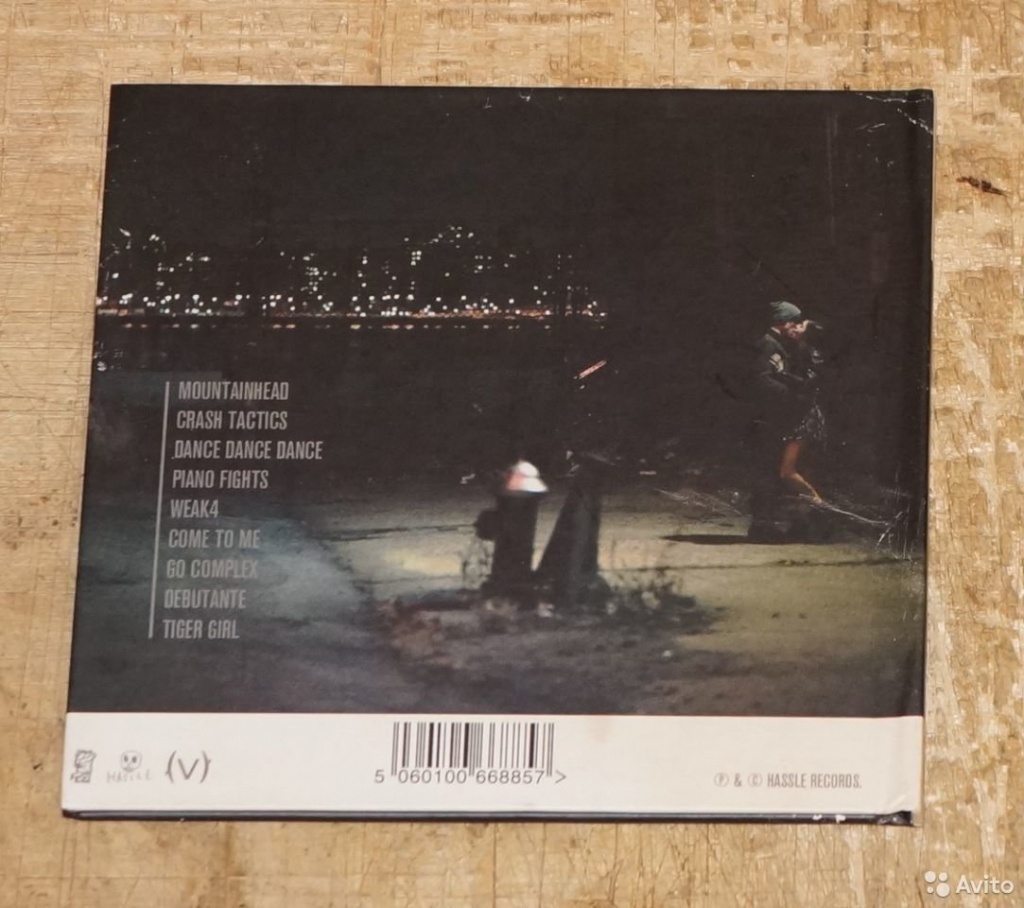 MOUNTAINHEAD
CRASH TACTICS
DANCE DANCE DANCE
PIANO FIGHTS
WEAK4
COME TO ME
GO COMPLEX
DEBUTANTE
TIGER GIRL
HASSLE
(V)
5 060100 668857 >
Ⓟ & © HASSLE RECORDS.
Avito